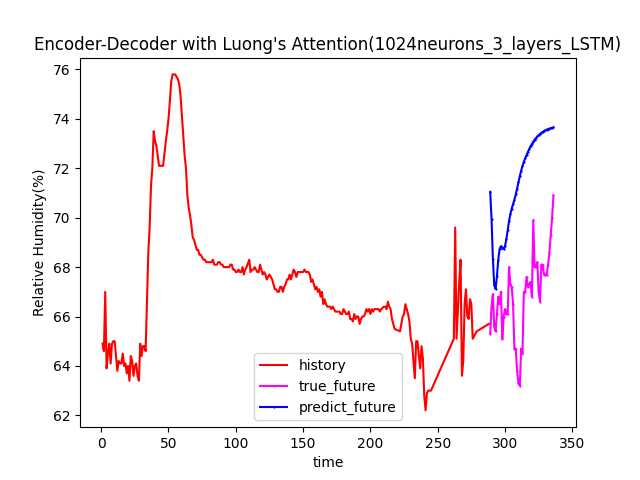 Encoder-Decoder with Luong's Attention(1024neurons_3_layers_LSTM)
76
74
72
70
68
66
64
62
Relative Humidity(%)
history
true_future
predict_future
0 50 100 150 200 250 300 350
time